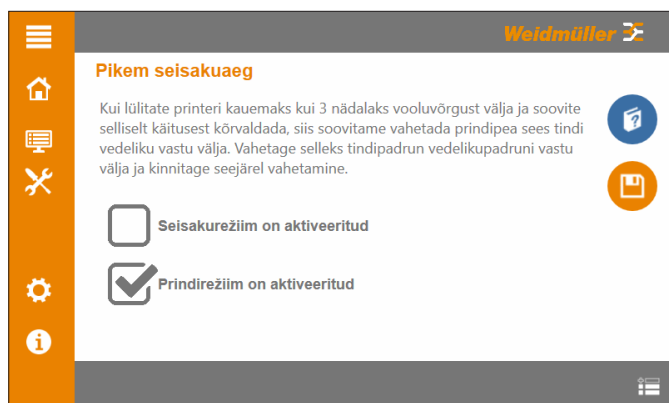 Weidmüller
Pikem seisakuaeg
Kui lülitate printeri kauemaks kui 3 nädalaks vooluvõrgust välja ja soovite
selliselt käitusest kõrvaldada, siis soovitame vahetada prindipea sees tindi
vedeliku vastu välja. Vahetage selleks tindipadrun vedelikupadruni vastu
välja ja kinnitage seejärel vahetamine.
Seisakurežiim on aktiveeritud
Prindirežiim on aktiveeritud